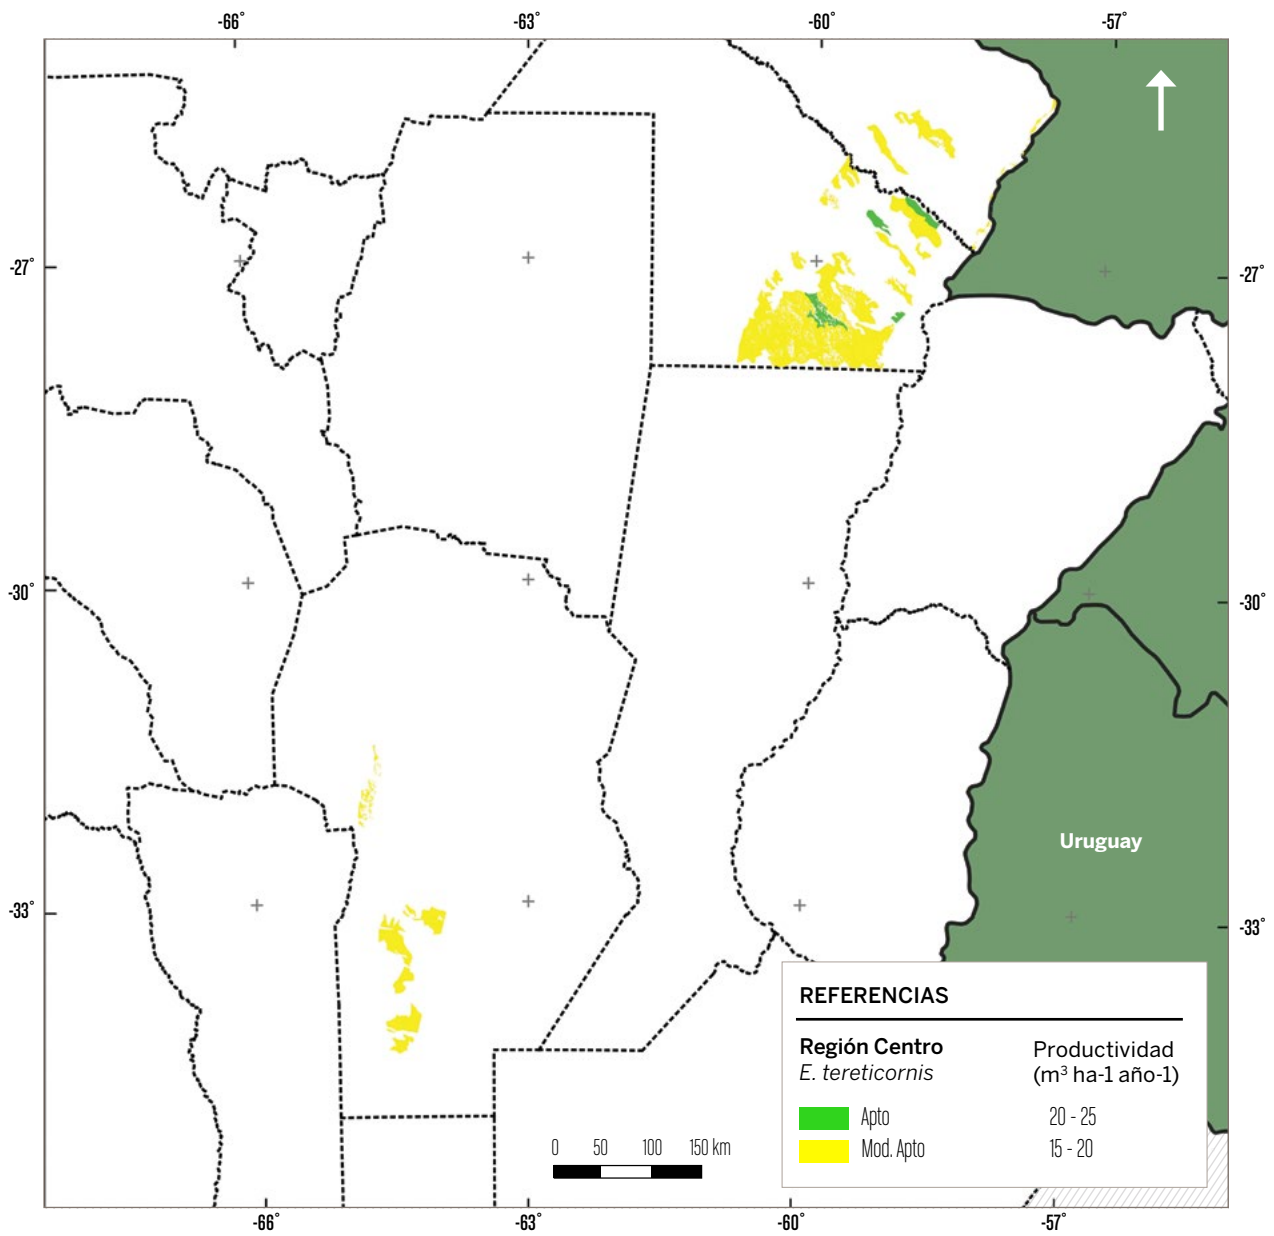 -66°
-63°
-60°
-57°
-27°
-27°
-30°
-30°
Uruguay
-33°
-33°
REFERENCIAS
Región Centro
Productividad
E. tereticornis
(m³ ha-1 año-1)
Apto
20 - 25
Mod. Apto
15 - 20
0 50 100 150 km
-66°
-63°
-60°
-57°